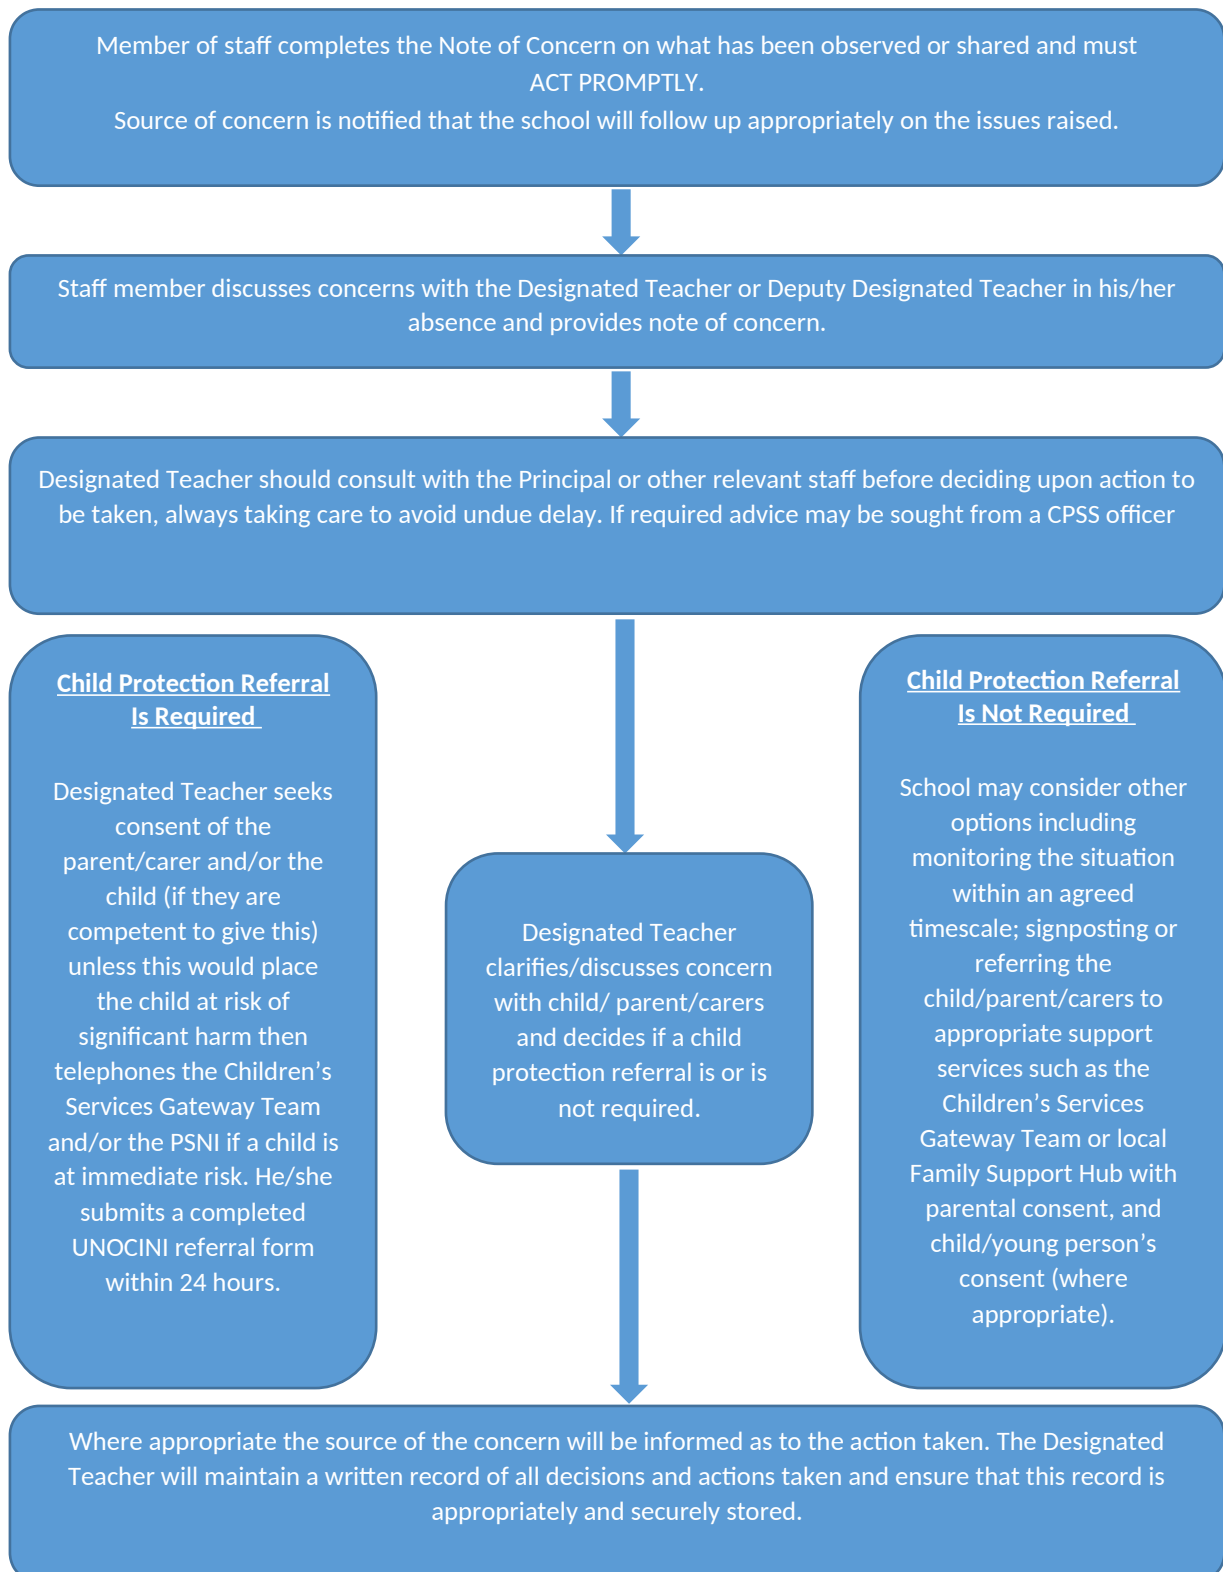 Member of staff completes the Note of Concern on what has been observed or shared and must
ACT PROMPTLY.
Source of concern is notified that the school will follow up appropriately on the issues raised.
Staff member discusses concerns with the Designated Teacher or Deputy Designated Teacher in his/her
absence and provides note of concern.
Designated Teacher should consult with the Principal or other relevant staff before deciding upon action to
be taken, always taking care to avoid undue delay. If required advice may be sought from a CPSS officer
Child Protection Referral
Is Required
Designated Teacher seeks
consent of the
parent/carer and/or the
child (if they are
competent to give this)
unless this would place
the child at risk of
significant harm then
telephones the Children’s
Services Gateway Team
and/or the PSNI if a child is
at immediate risk. He/she
submits a completed
UNOCINI referral form
within 24 hours.
Designated Teacher
clarifies/discusses concern
with child/ parent/carers
and decides if a child
protection referral is or is
not required.
Child Protection Referral
Is Not Required
School may consider other
options including
monitoring the situation
within an agreed
timescale; signposting or
referring the
child/parent/carers to
appropriate support
services such as the
Children’s Services
Gateway Team or local
Family Support Hub with
parental consent, and
child/young person’s
consent (where
appropriate).
Where appropriate the source of the concern will be informed as to the action taken. The Designated
Teacher will maintain a written record of all decisions and actions taken and ensure that this record is
appropriately and securely stored.